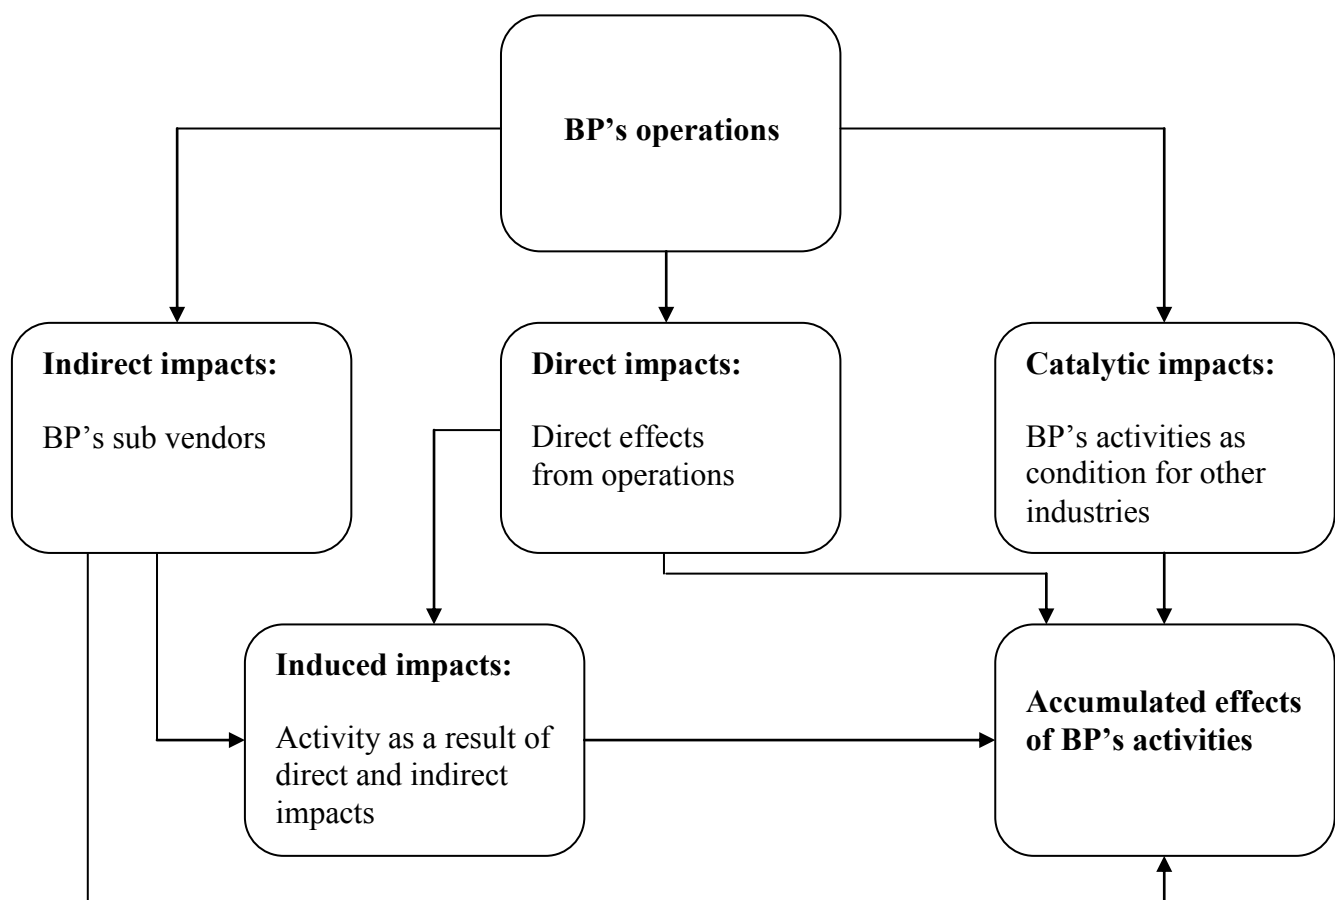 BP’s operations
Indirect impacts:
BP’s sub vendors
Direct impacts:
Direct effects
from operations
Catalytic impacts:
BP’s activities as
condition for other
industries
Induced impacts:
Activity as a result of
direct and indirect
impacts
Accumulated effects
of BP’s activities